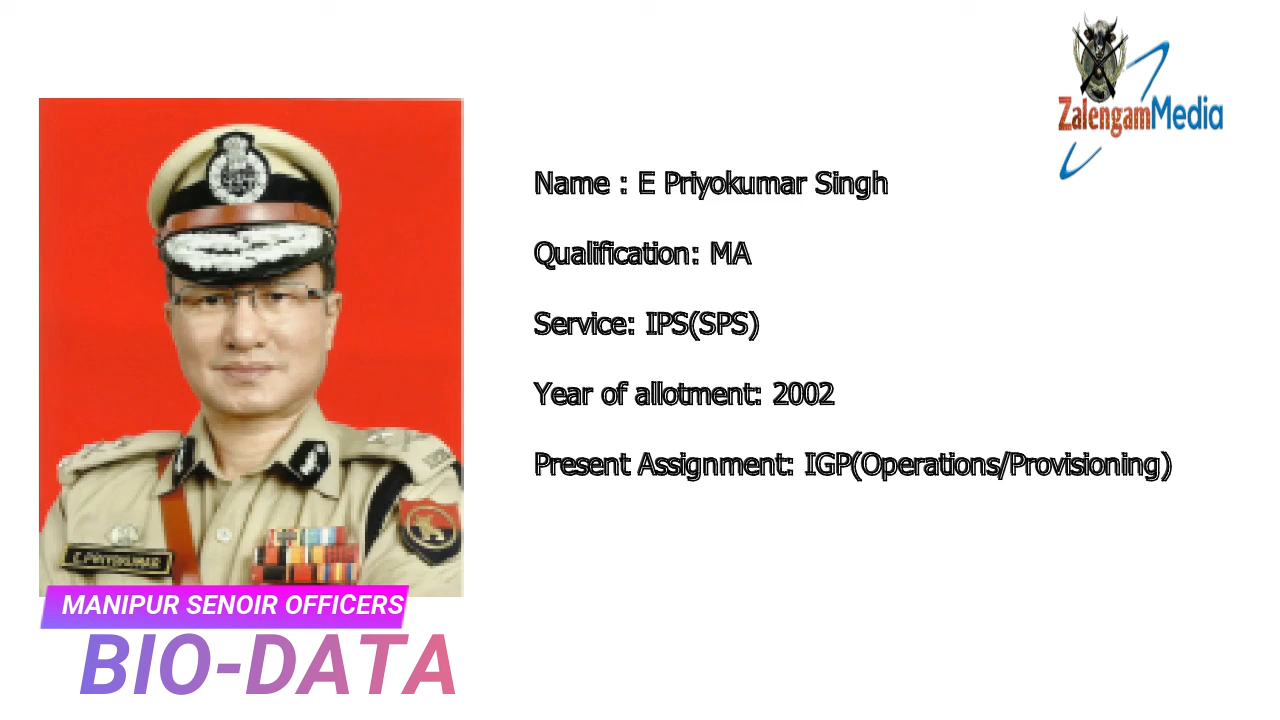 ZalengamMedia
Name : E Priyokumar Singh
Qualification: MA
Service: IPS(SPS)
Year of allotment: 2002
Present Assignment: IGP(Operations/Provisioning)
E.PRIYOKUMAR
MANIPUR SENOIR OFFICERS
BIO-DATA